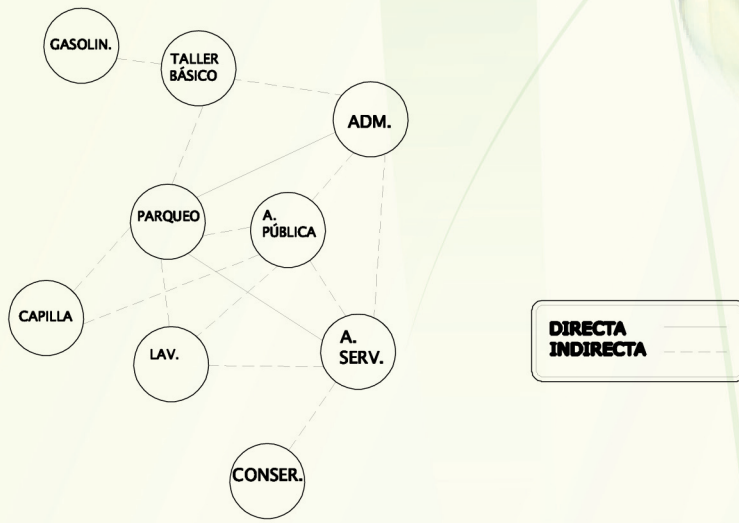 GASOLIN.
TALLER
BÁSICO
ADM.
PARQUEO
A.
PÚBLICA
CAPILLA
LAV.
A.
SERV.
CONSER.
DIRECTA
INDIRECTA